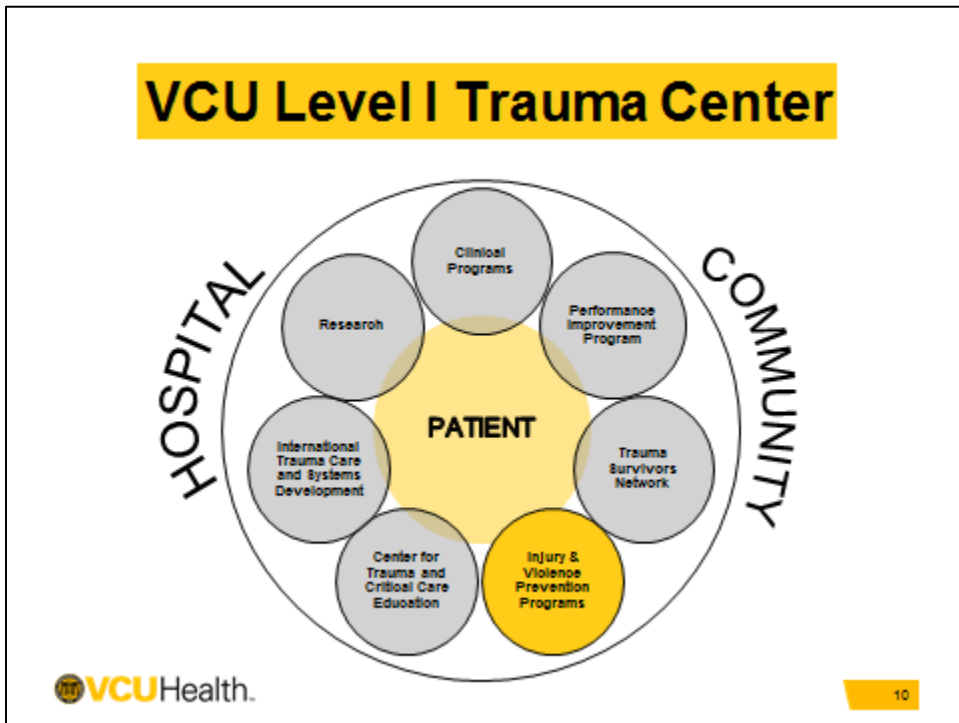 VCU Level I Trauma Center
HOSPITAL
COMMUNITY
Clinical
Programs
Performance
Improvement
Program
Trauma
Survivors
Network
Injury &
Violence
Prevention
Programs
Center for
Trauma and
Critical Care
Education
International
Trauma Care
and Systems
Development
Research
PATIENT
VCUHealth™
10